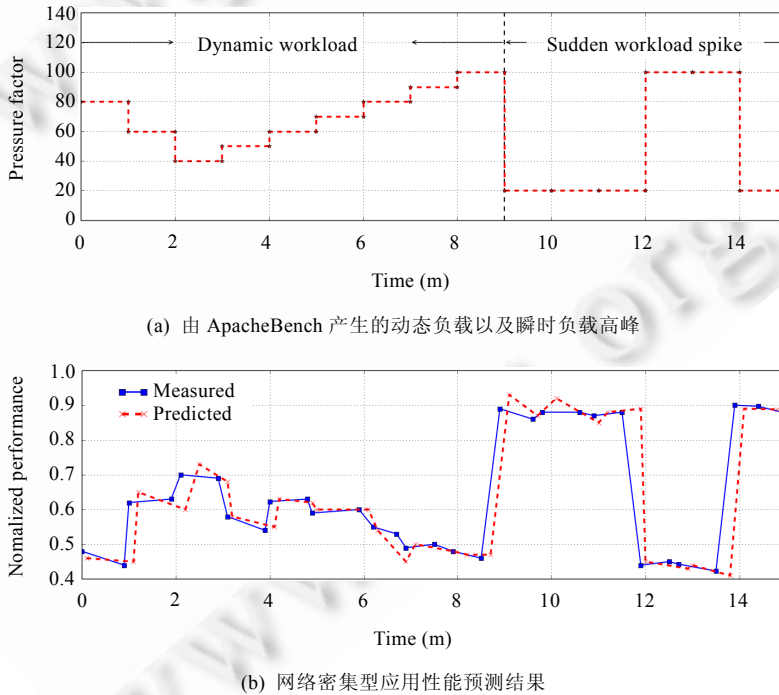 140
120
100
80
60
40
20
0
Pressure factor
Dynamic workload
Sudden workload spike
0 2 4 6 8 10 12 14
Time (m)
(a) 由 ApacheBench 产生的动态负载以及瞬时负载高峰
1.0
0.9
0.8
0.7
0.6
0.5
0.4
Nomalized performance
Measured
Predicted
0 2 4 6 8 10 12 14
Time (m)
(b) 网络密集型应用性能预测结果